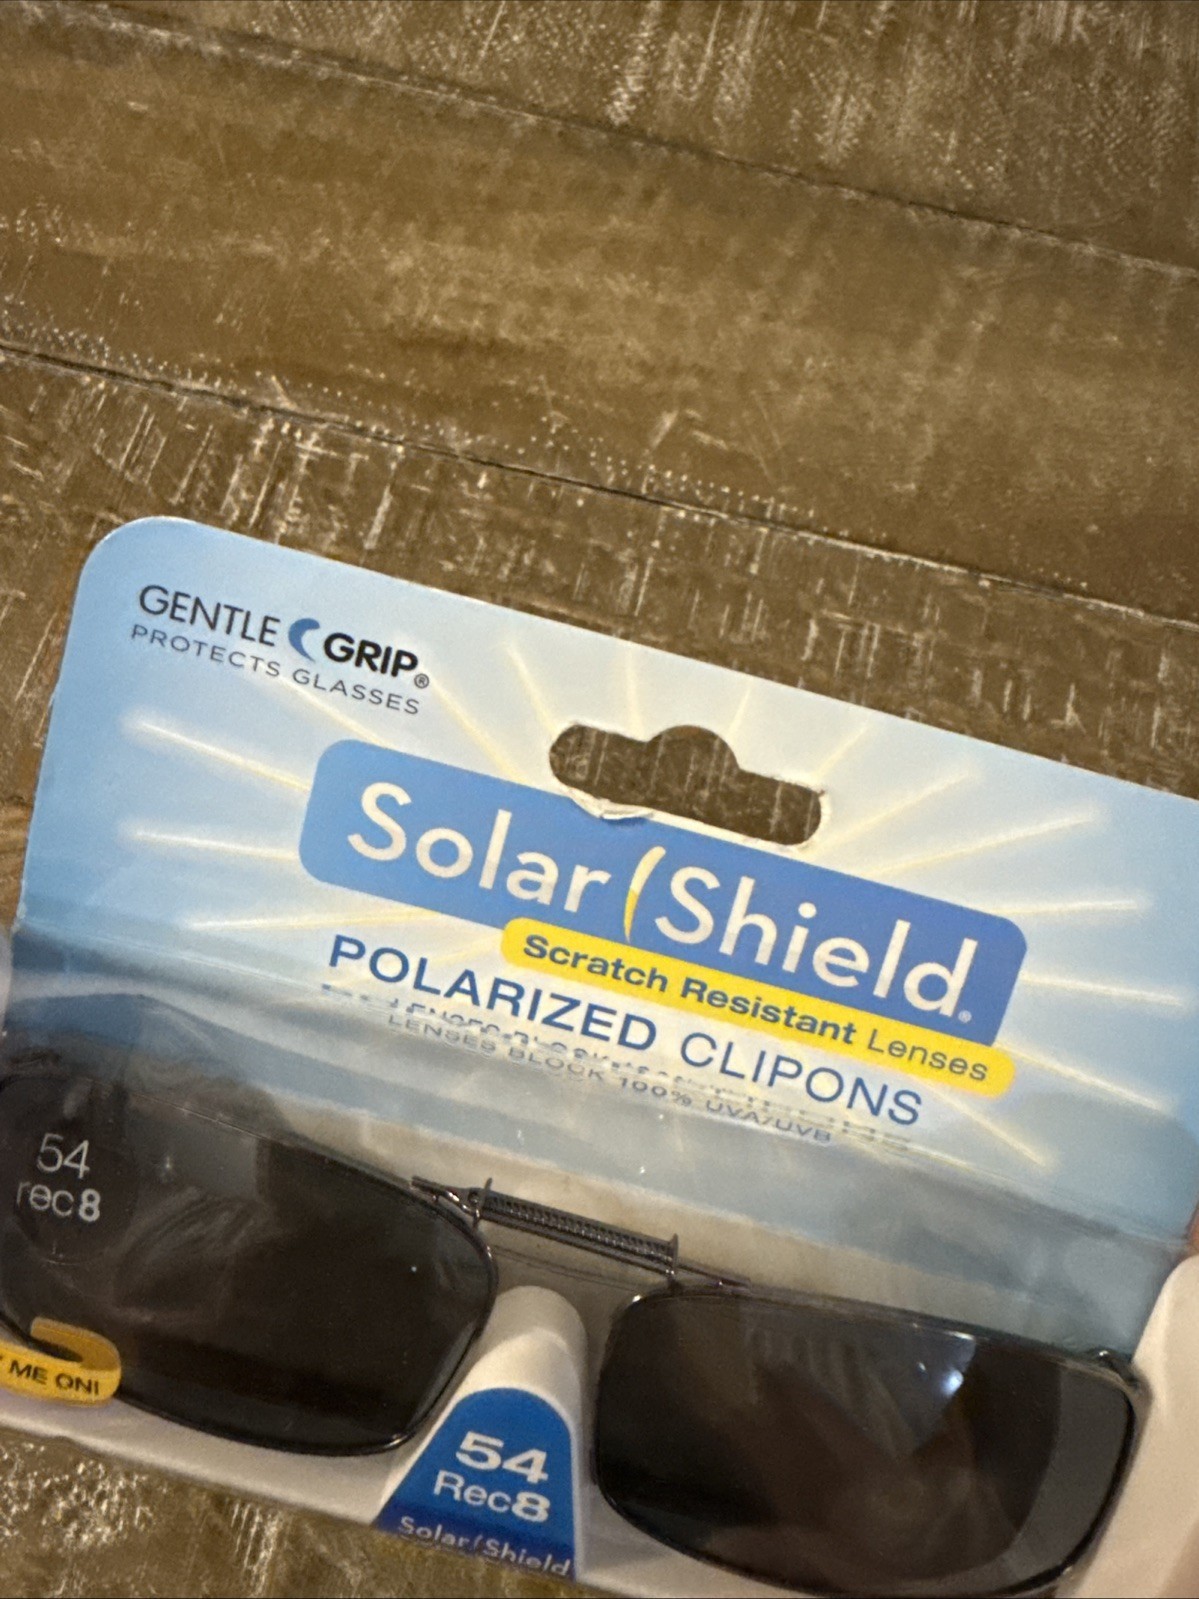 GENTLE GRIP®
PROTECTS GLASSES
Solar Shield®
Scratch Resistant Lenses
POLARIZED CLIPONS
LENSES BLOCK 100% UVA/UVB
54
rec8
ME ON!
54
Rec8
Solar Shield